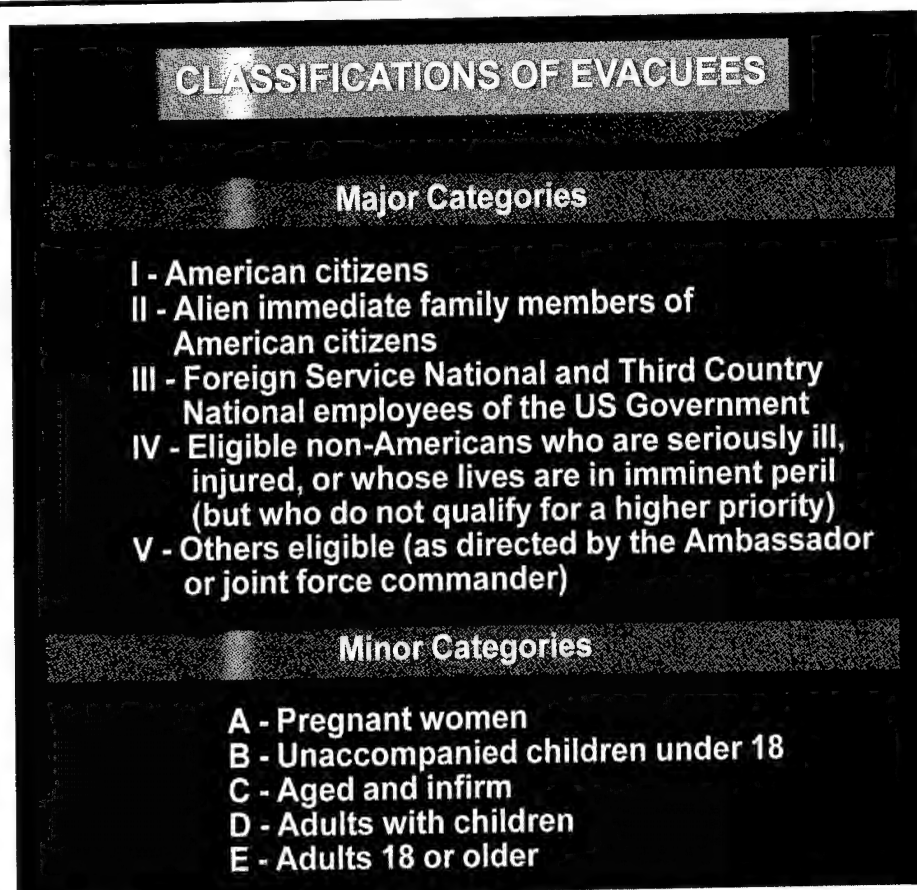 CLASSIFICATIONS OF EVACUEES
Major Categories
I - American citizens
II - Alien immediate family members of
American citizens
III - Foreign Service National and Third Country
National employees of the US Government
IV - Eligible non-Americans who are seriously ill,
injured, or whose lives are in imminent peril
(but who do not qualify for a higher priority)
V - Others eligible (as directed by the Ambassador
or joint force commander)
Minor Categories
A - Pregnant women
B - Unaccompanied children under 18
C - Aged and infirm
D - Adults with children
E - Adults 18 or older